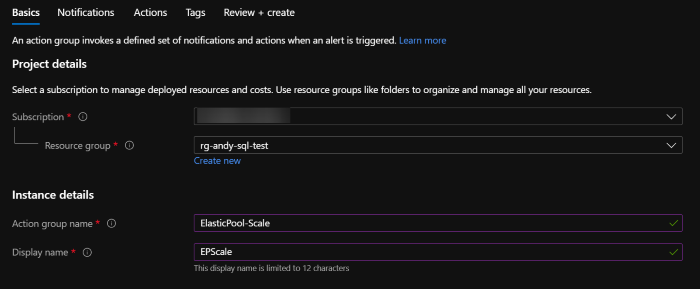 Basics Notifications Actions Tags Review + create
An action group invokes a defined set of notifications and actions when an alert is triggered. Learn more
Project details
Select a subscription to manage deployed resources and costs. Use resource groups like folders to organize and manage all your resources.
Subscription *
Resource group * rg-andy-sql-test
Create new
Instance details
Action group name * ElasticPool-Scale
Display name * EPScale
This display name is limited to 12 characters